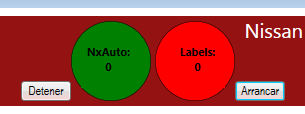 Nissan
NxAuto:
0
Labels:
0
Detener
Arrancar